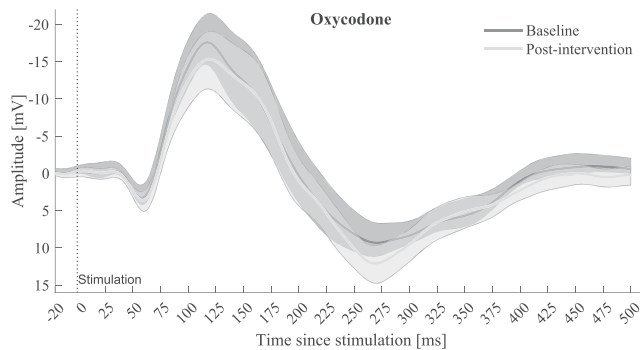 Oxycodone
Baseline
Post-intervention
Amplitude [mV]
-20
-15
-10
-5
0
5
10
15
Stimulation
-20 0 25 50 75 100 125 150 175 200 215 250 250 275 300 325 350 375 400 425 450 475 500
Time since stimulation [ms]